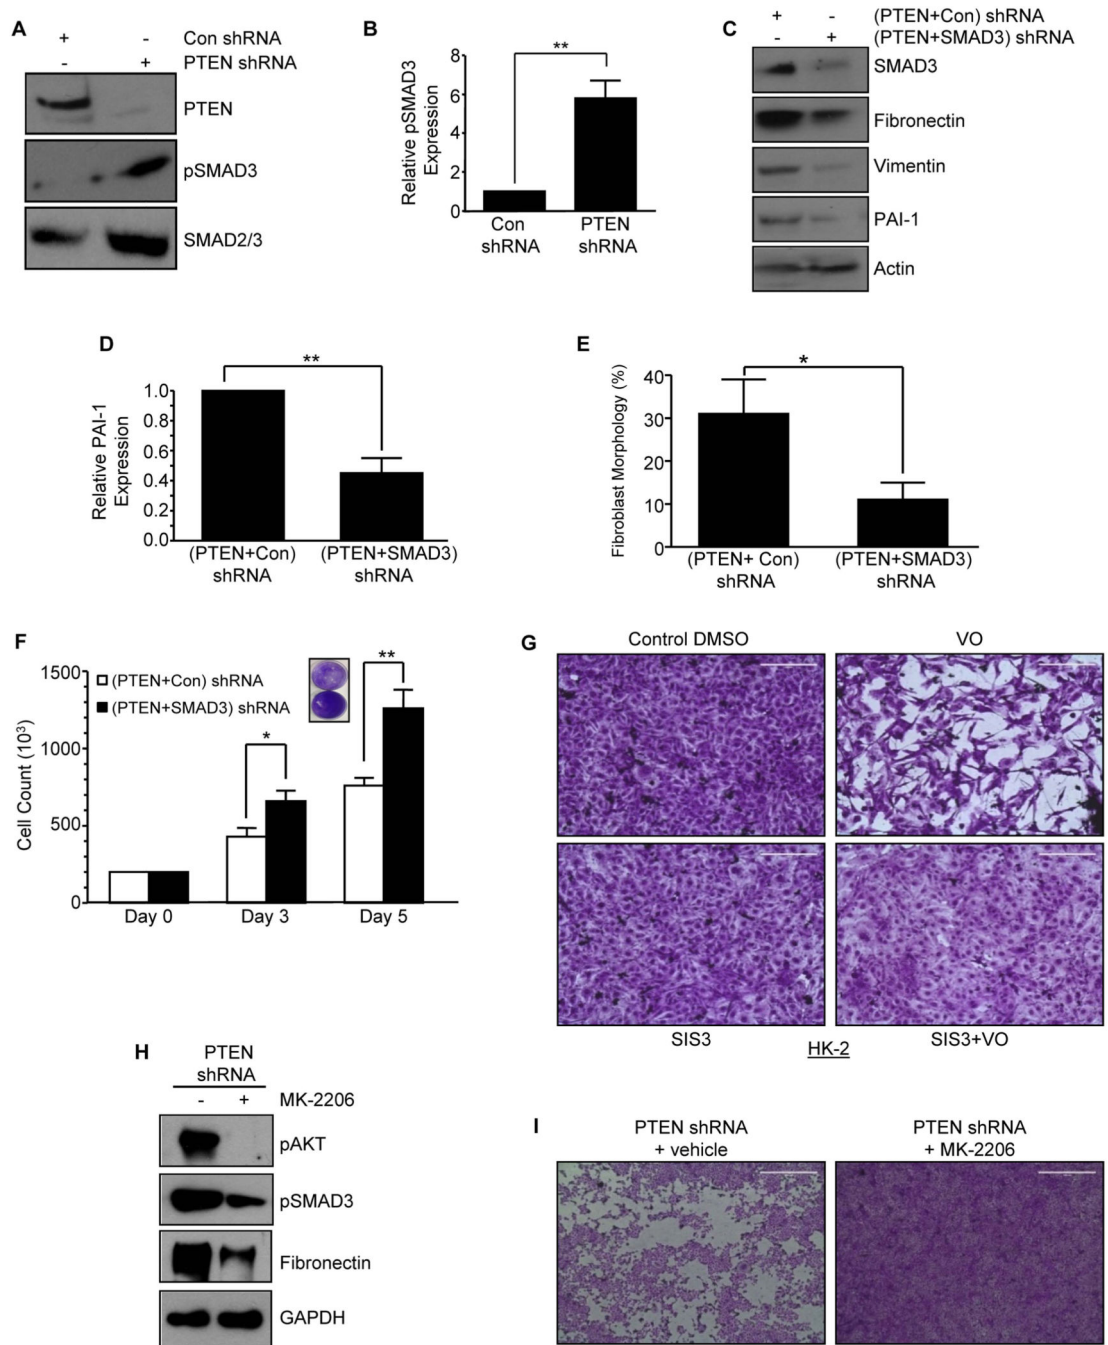 A
+ - Con shRNA
- + PTEN shRNA
PTEN
pSMAD3
SMAD2/3
B
**
Relative pSMAD3
Expression
8
6
4
2
0
Con
shRNA
PTEN
shRNA
C
+ - (PTEN+Con) shRNA
- + (PTEN+SMAD3) shRNA
SMAD3
Fibronectin
Vimentin
PAI-1
Actin
D
**
Relative PAI-1
Expression
1.0
0.8
0.6
0.4
0.2
0.0
(PTEN+Con)
shRNA
(PTEN+SMAD3)
shRNA
E
*
Fibroblast Morphology (%)
40
30
20
10
0
(PTEN+ Con)
shRNA
(PTEN+SMAD3)
shRNA
F
Cell Count (10³)
1500
1000
500
0
(PTEN+Con) shRNA
(PTEN+SMAD3) shRNA
*
**
Day 0
Day 3
Day 5
G
Control DMSO
VO
SIS3
SIS3+VO
HK-2
H
PTEN
shRNA
- + MK-2206
pAKT
pSMAD3
Fibronectin
GAPDH
I
PTEN shRNA
+ vehicle
PTEN shRNA
+ MK-2206